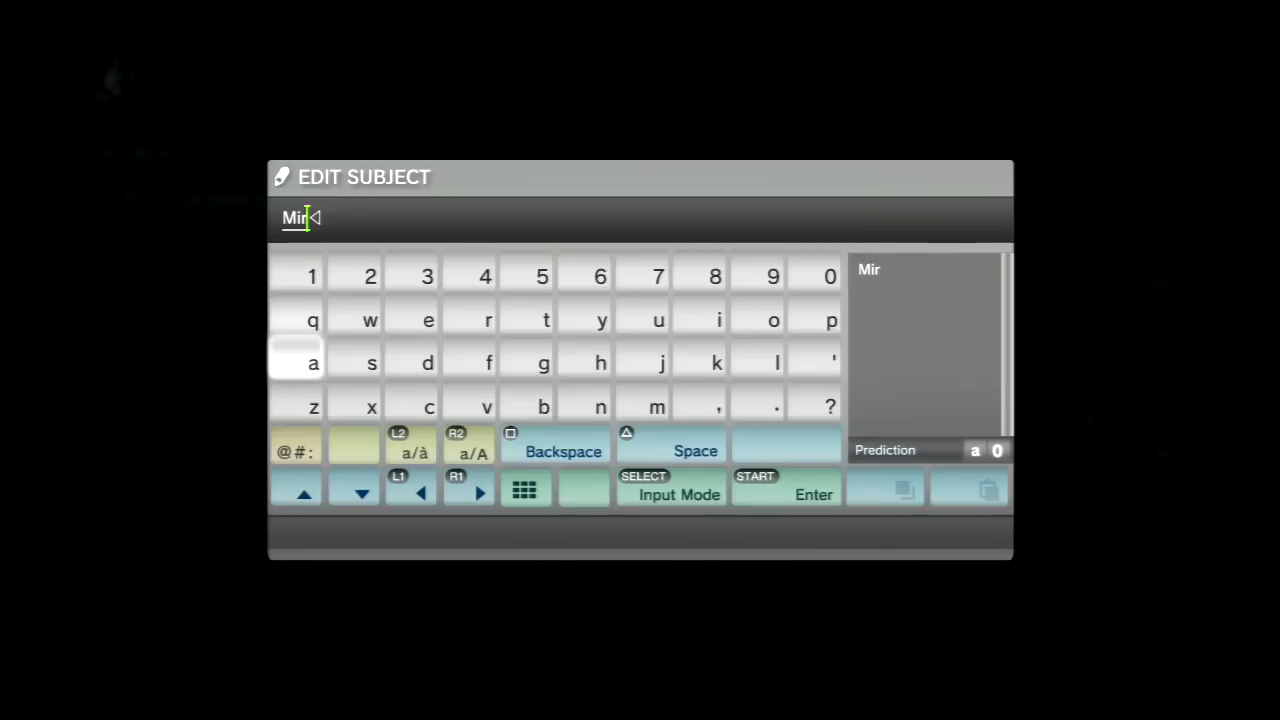 EDIT SUBJECT
Mir
1 2 3 4 5 6 7 8 9 0
Mir
q w e r t y u i o p
a s d f g h j k l '
z x c v b n m , . ?
@#: L2 a/à R2 a/A Backspace Space
Prediction a 0
L1 R1 SELECT Input Mode START Enter